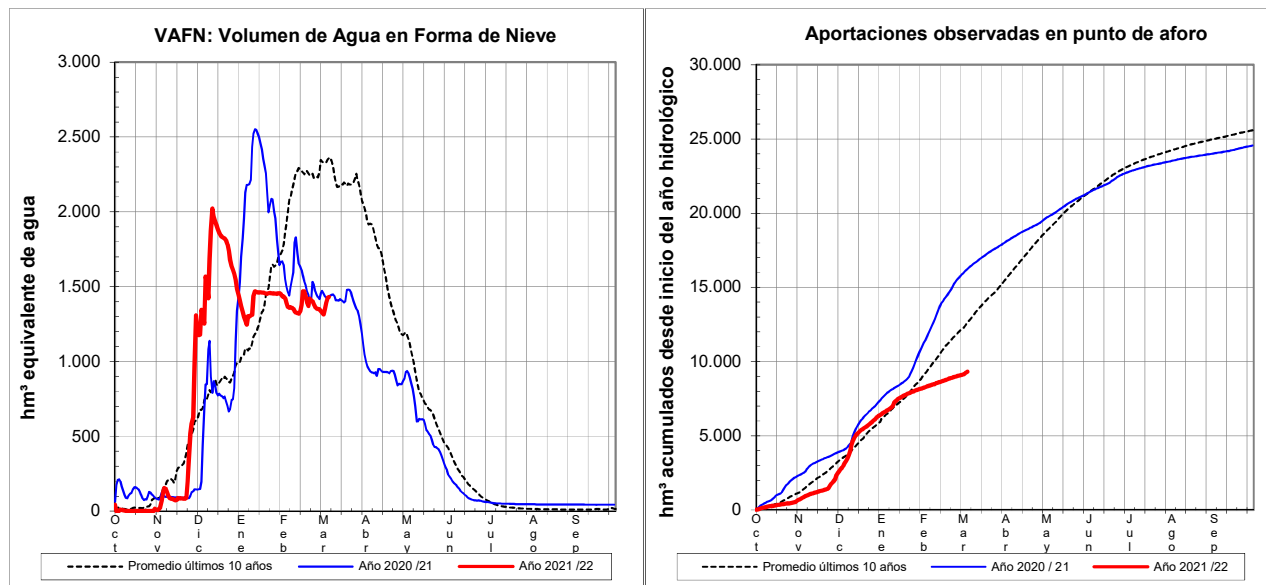 VAFN: Volumen de Agua en Forma de Nieve
hm³ equivalente de agua
3.000
2.500
2.000
1.500
1.000
500
0
Oct
Nov
Dic
Ene
Feb
Mar
Abr
May
Jun
Jul
Ago
Sep
Promedio últimos 10 años
Año 2020 /21
Año 2021 /22
Aportaciones observadas en punto de aforo
hm³ acumulados desde inicio del año hidrológico
30.000
25.000
20.000
15.000
10.000
5.000
0
Oct
Nov
Dic
Ene
Feb
Mar
Abr
May
Jun
Jul
Ago
Sep
Promedio últimos 10 años
Año 2020 /21
Año 2021 /22